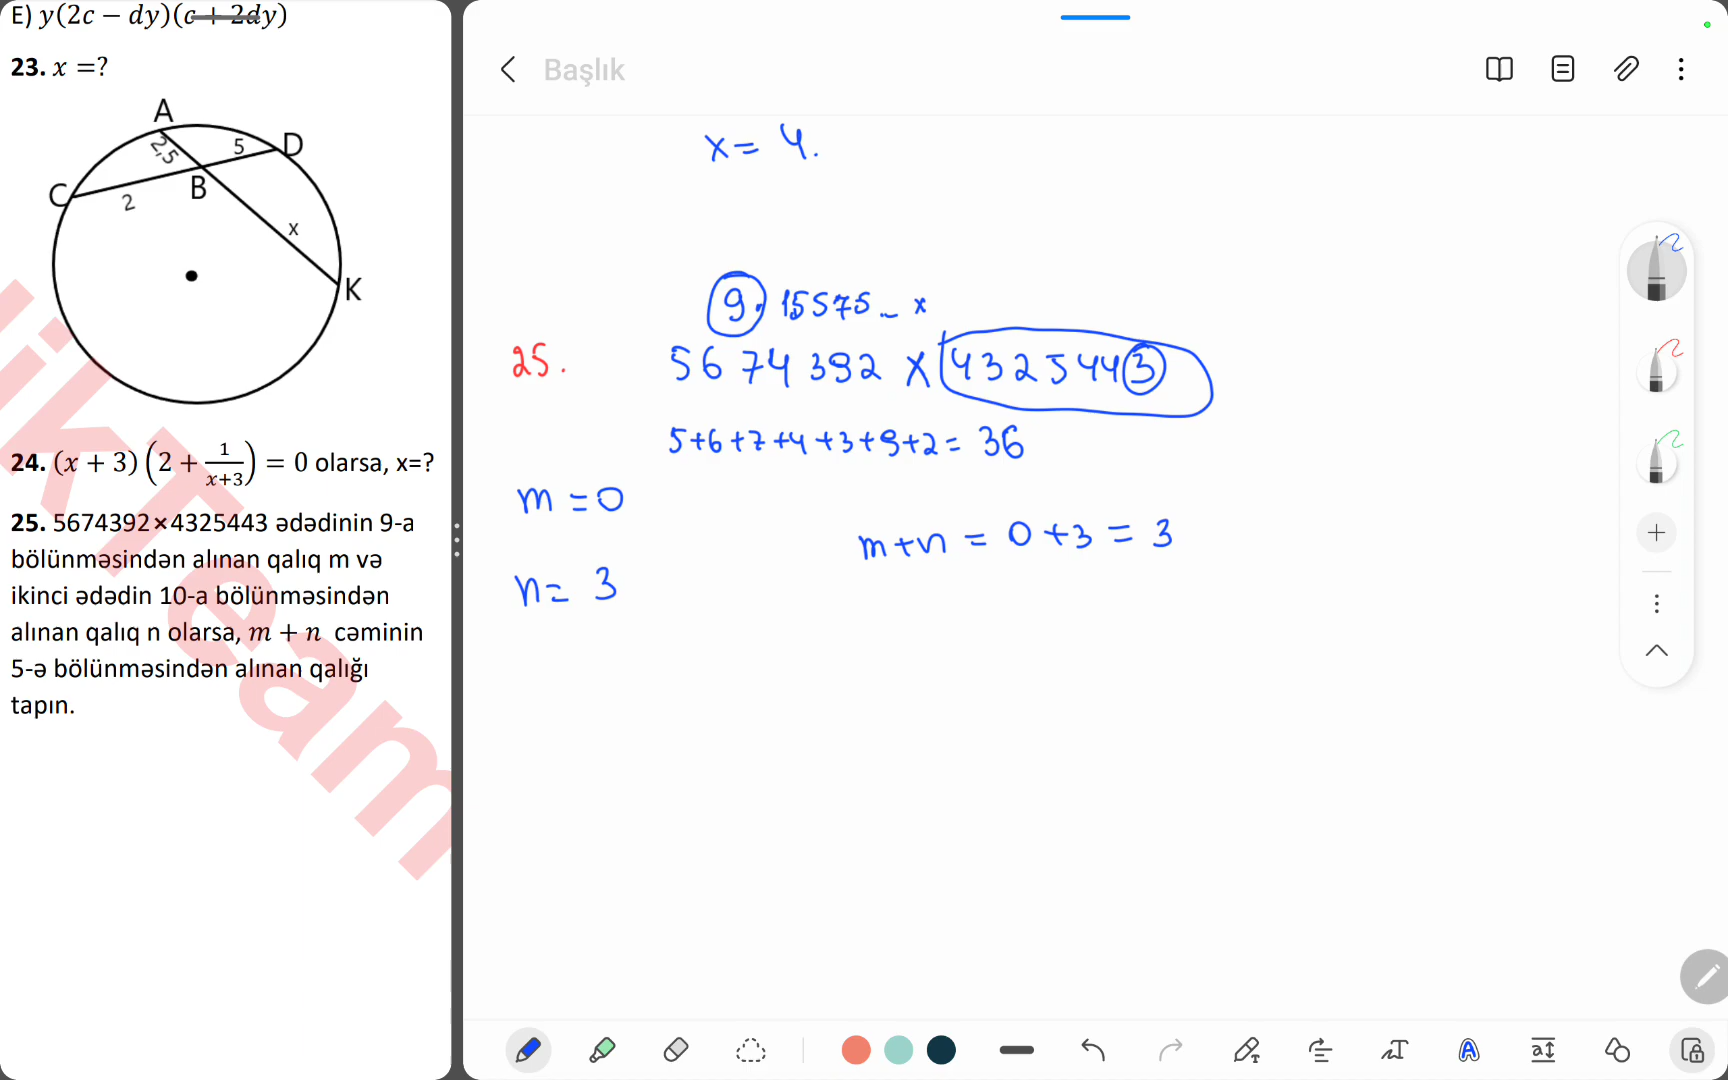 E) y(2c − dy)(c + 2dy)
23. x =?
A
D
2,5
5
C
B
2
x
K
24. (x + 3)(2 + 1/(x+3)) = 0 olarsa, x=?
25. 5674392×4325443 ədədinin 9-a
bölünməsindən alınan qalıq m və
ikinci ədədin 10-a bölünməsindən
alınan qalıq n olarsa, m + n cəminin
5-ə bölünməsindən alınan qalığı
tapın.
Başlık
x = 4.
9. 15575... x
25. 5674392 x 4325443
5+6+7+4+3+9+2= 36
m = 0
m+n = 0+3 = 3
n = 3